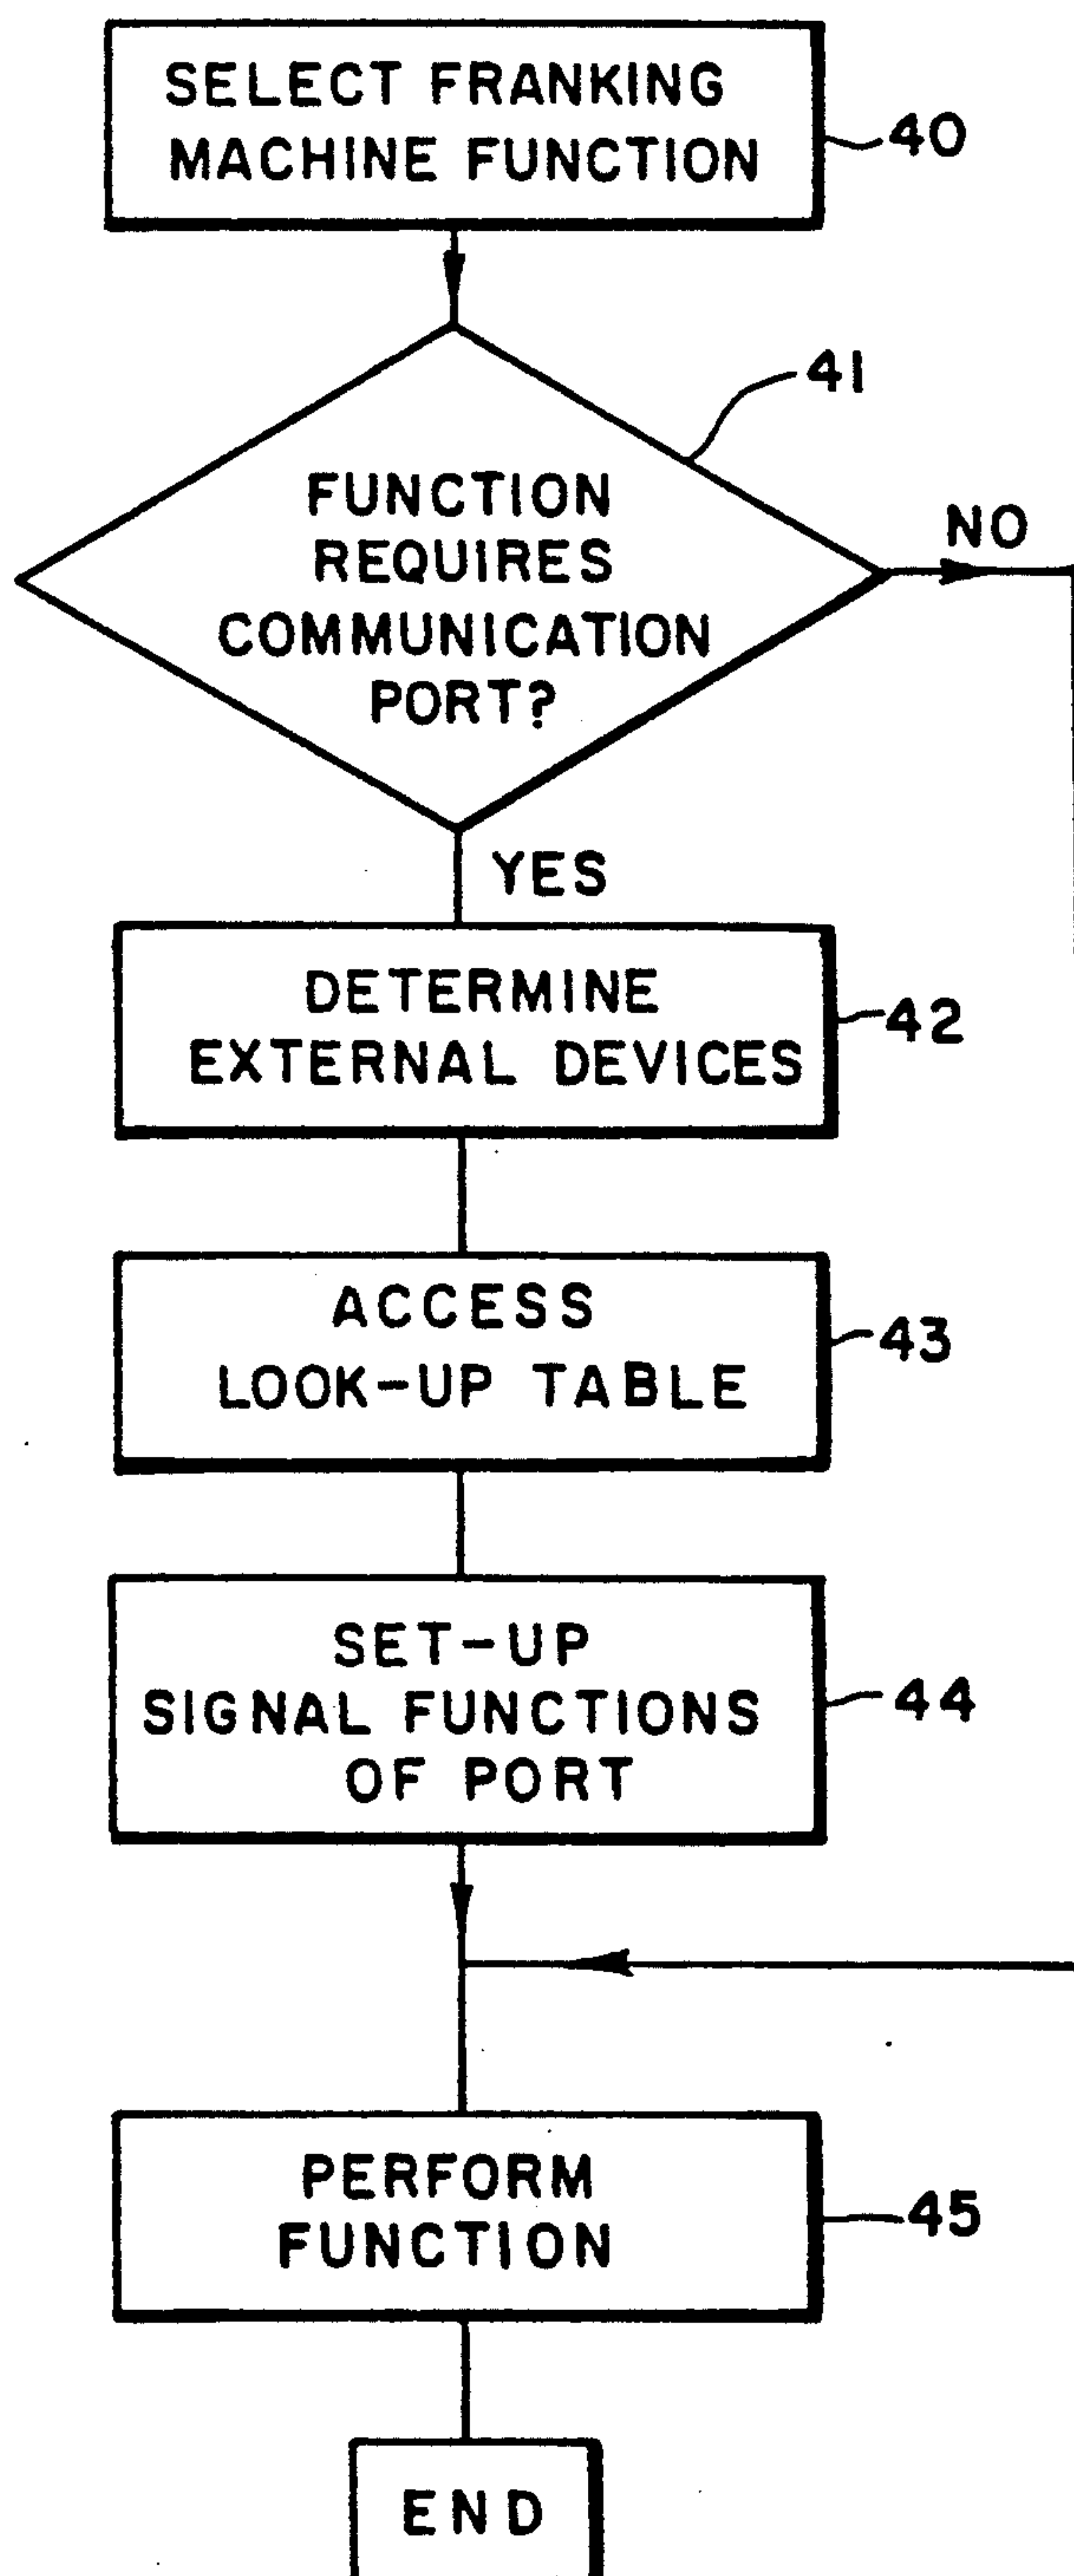 SELECT FRANKING
MACHINE FUNCTION
40
41
FUNCTION
REQUIRES
COMMUNICATION
PORT?
NO
YES
DETERMINE
EXTERNAL DEVICES
42
ACCESS
LOOK-UP TABLE
43
SET-UP
SIGNAL FUNCTIONS
OF PORT
44
PERFORM
FUNCTION
45
END